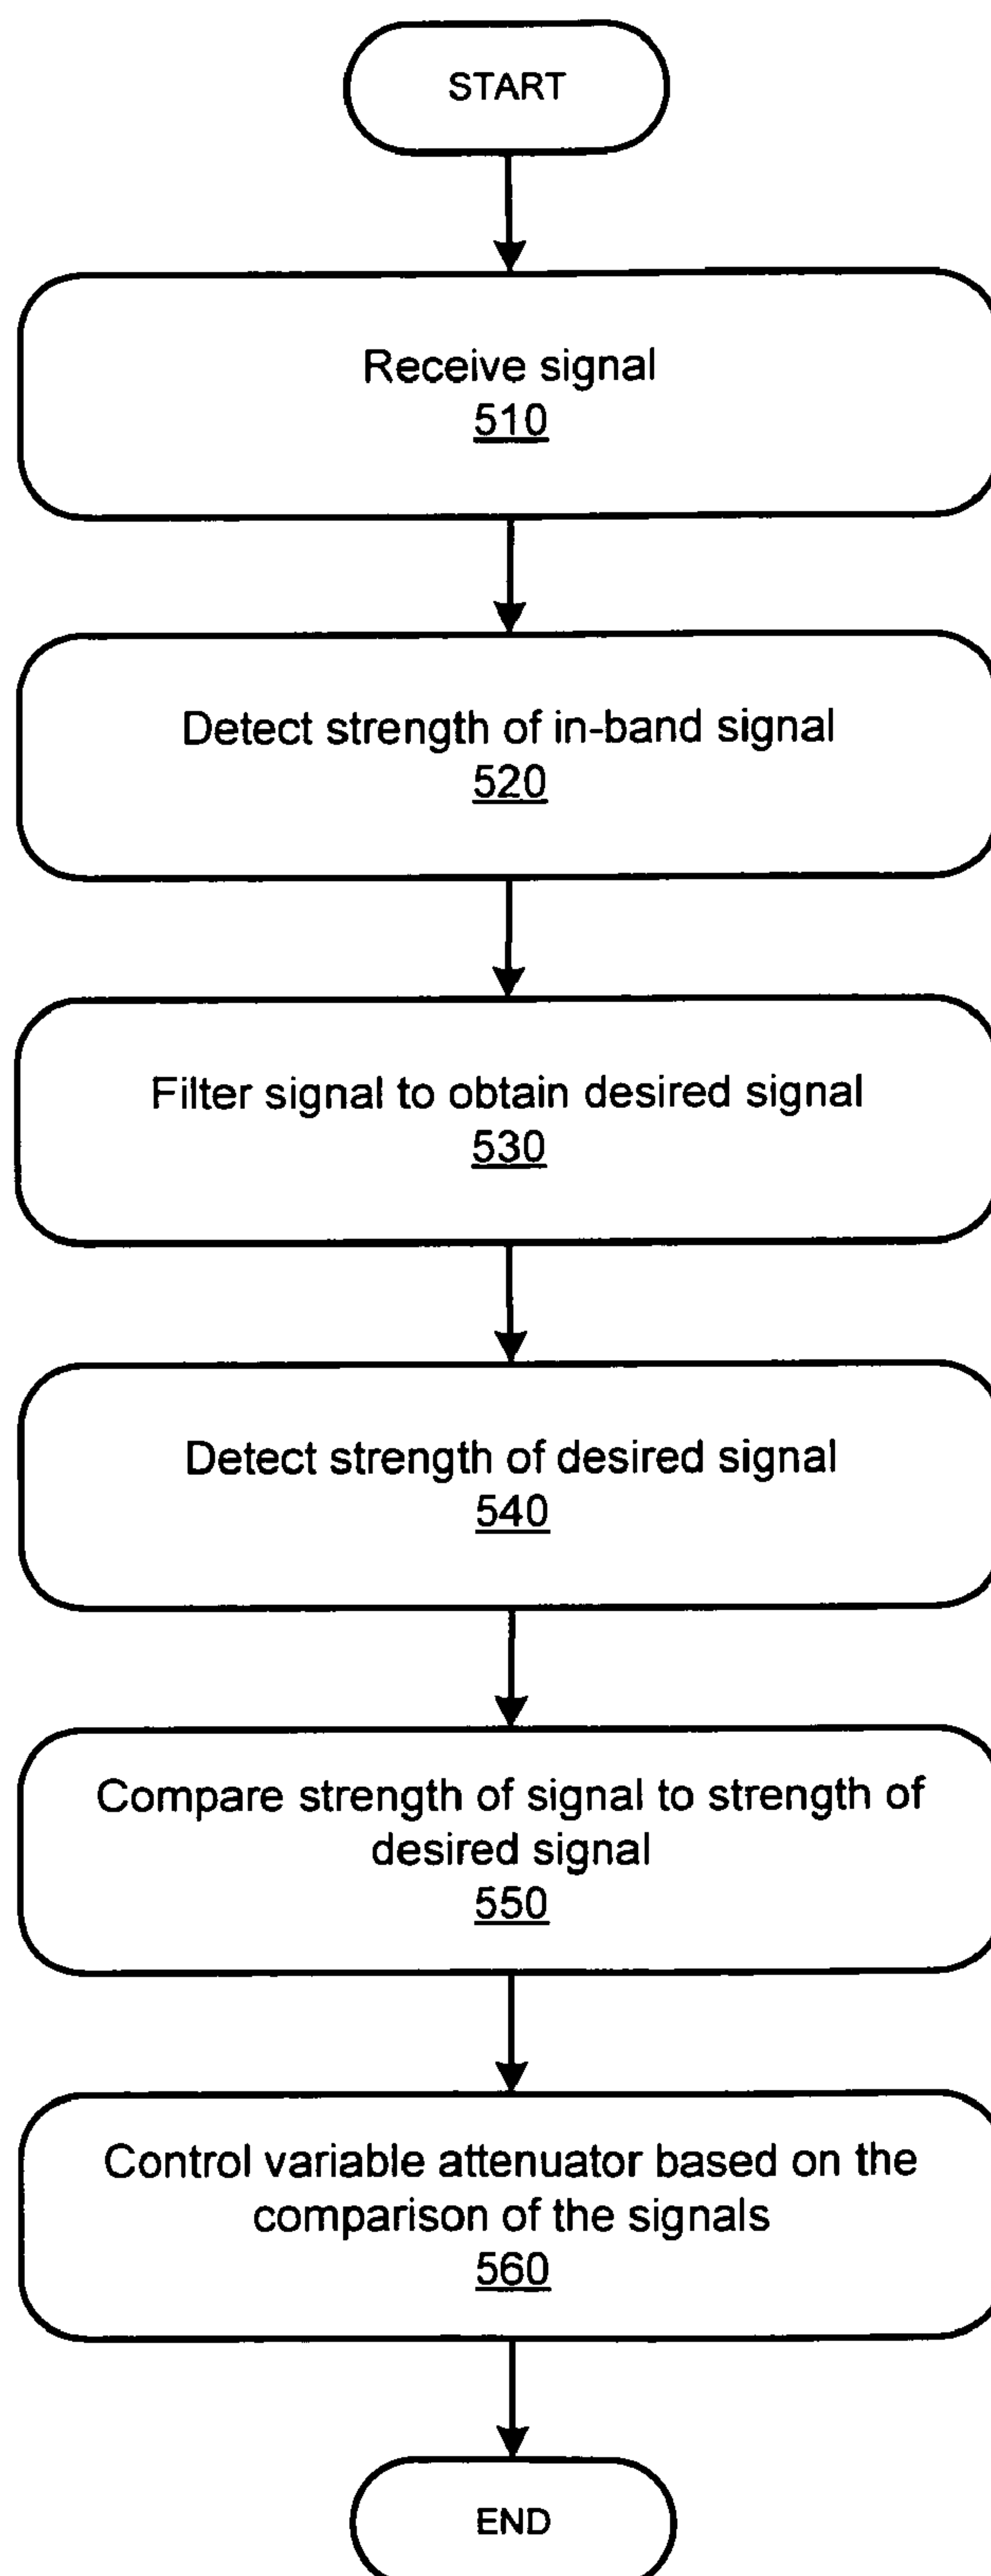 START
Receive signal
510
Detect strength of in-band signal
520
Filter signal to obtain desired signal
530
Detect strength of desired signal
540
Compare strength of signal to strength of
desired signal
550
Control variable attenuator based on the
comparison of the signals
560
END